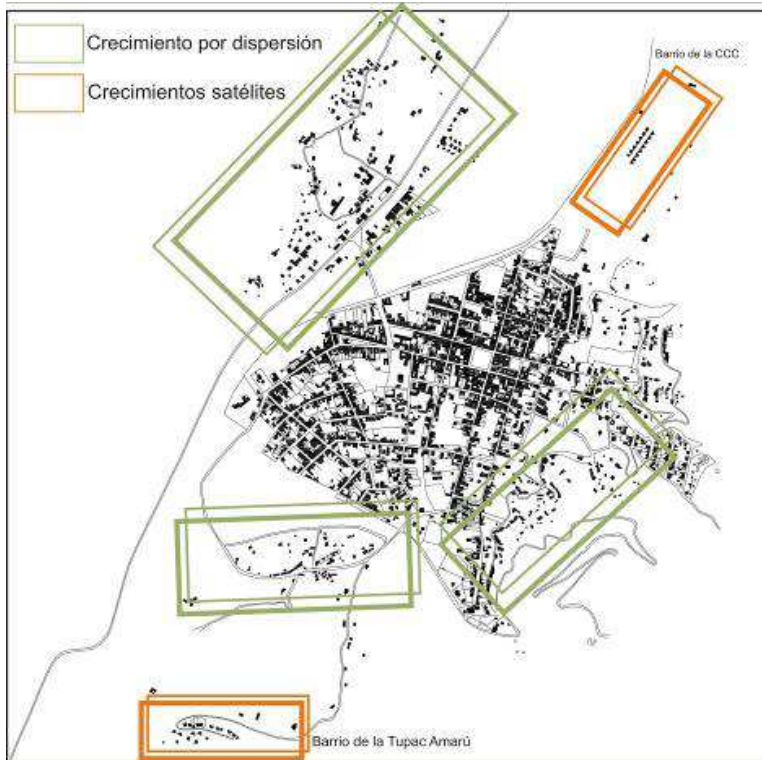 Crecimiento por dispersión
Crecimientos satélites
Barrio de la CCC
Barrio de la Tupac Amarú